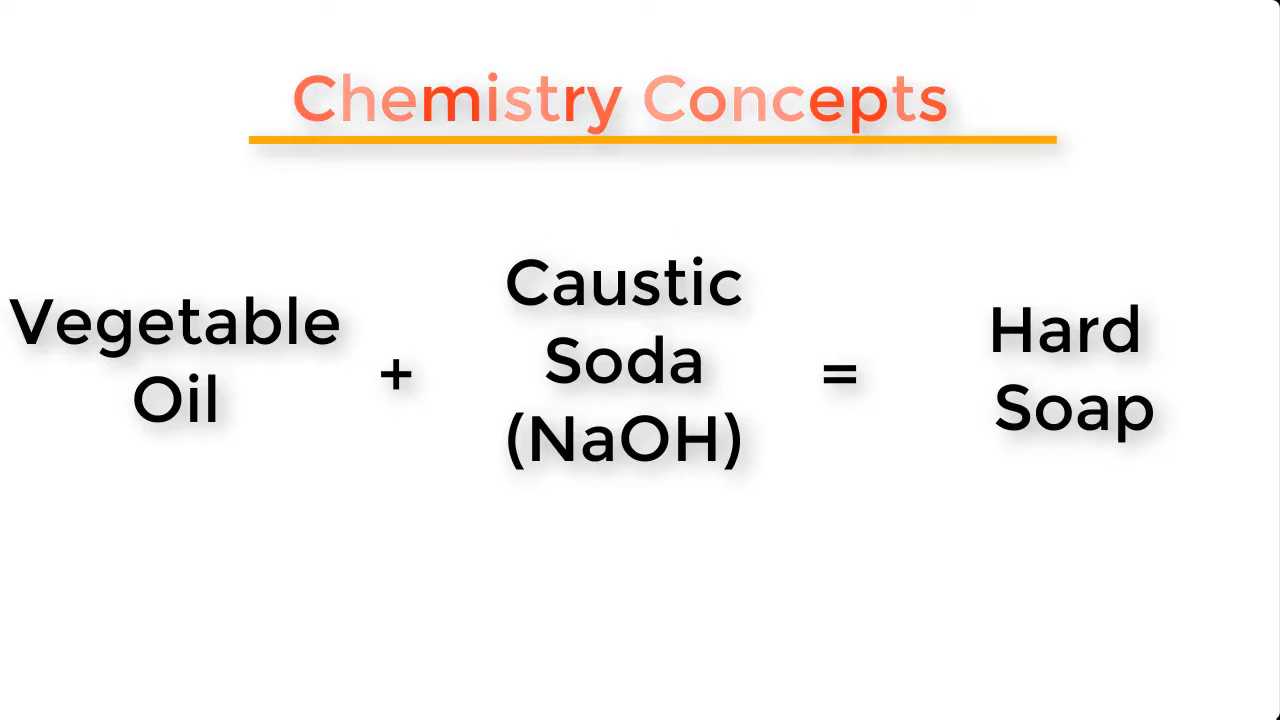 Chemistry Concepts
Vegetable
Oil
+
Caustic
Soda
(NaOH)
=
Hard
Soap